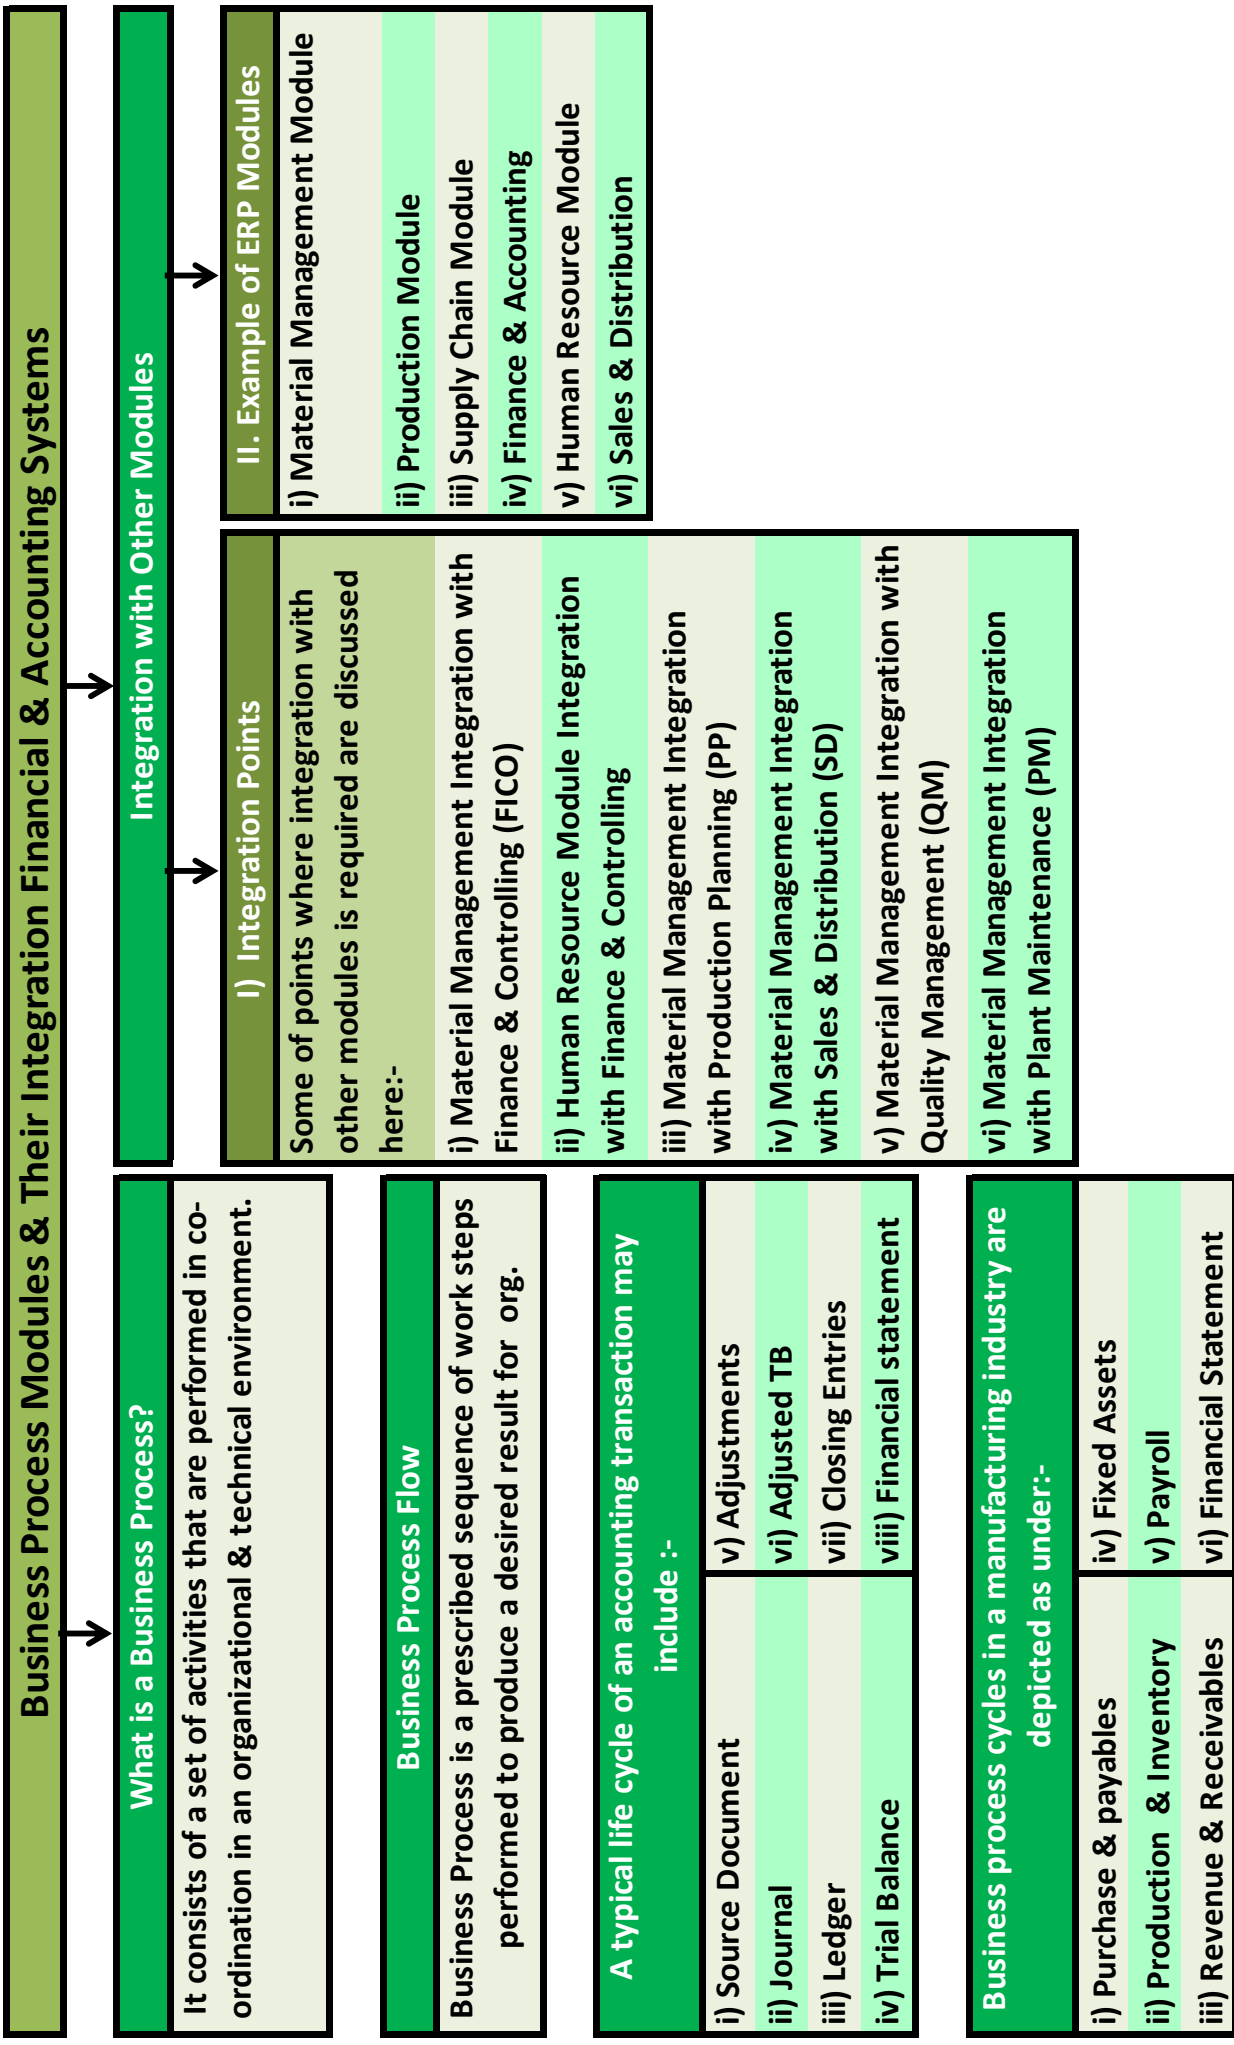 Business Process Modules & Their Integration Financial & Accounting Systems
What is a Business Process?
It consists of a set of activities that are performed in co-
ordination in an organizational & technical environment.
Business Process Flow
Business Process is a prescribed sequence of work steps
performed to produce a desired result for org.
A typical life cycle of an accounting transaction may
include :-
i) Source Document
v) Adjustments
ii) Journal
vi) Adjusted TB
iii) Ledger
vii) Closing Entries
iv) Trial Balance
viii) Financial statement
Business process cycles in a manufacturing industry are
depicted as under:-
i) Purchase & payables
iv) Fixed Assets
ii) Production & Inventory
v) Payroll
iii) Revenue & Receivables
vi) Financial Statement
Integration with Other Modules
I) Integration Points
Some of points where integration with
other modules is required are discussed
here:-
i) Material Management Integration with
Finance & Controlling (FICO)
ii) Human Resource Module Integration
with Finance & Controlling
iii) Material Management Integration
with Production Planning (PP)
iv) Material Management Integration
with Sales & Distribution (SD)
v) Material Management Integration with
Quality Management (QM)
vi) Material Management Integration
with Plant Maintenance (PM)
II. Example of ERP Modules
i) Material Management Module
ii) Production Module
iii) Supply Chain Module
iv) Finance & Accounting
v) Human Resource Module
vi) Sales & Distribution